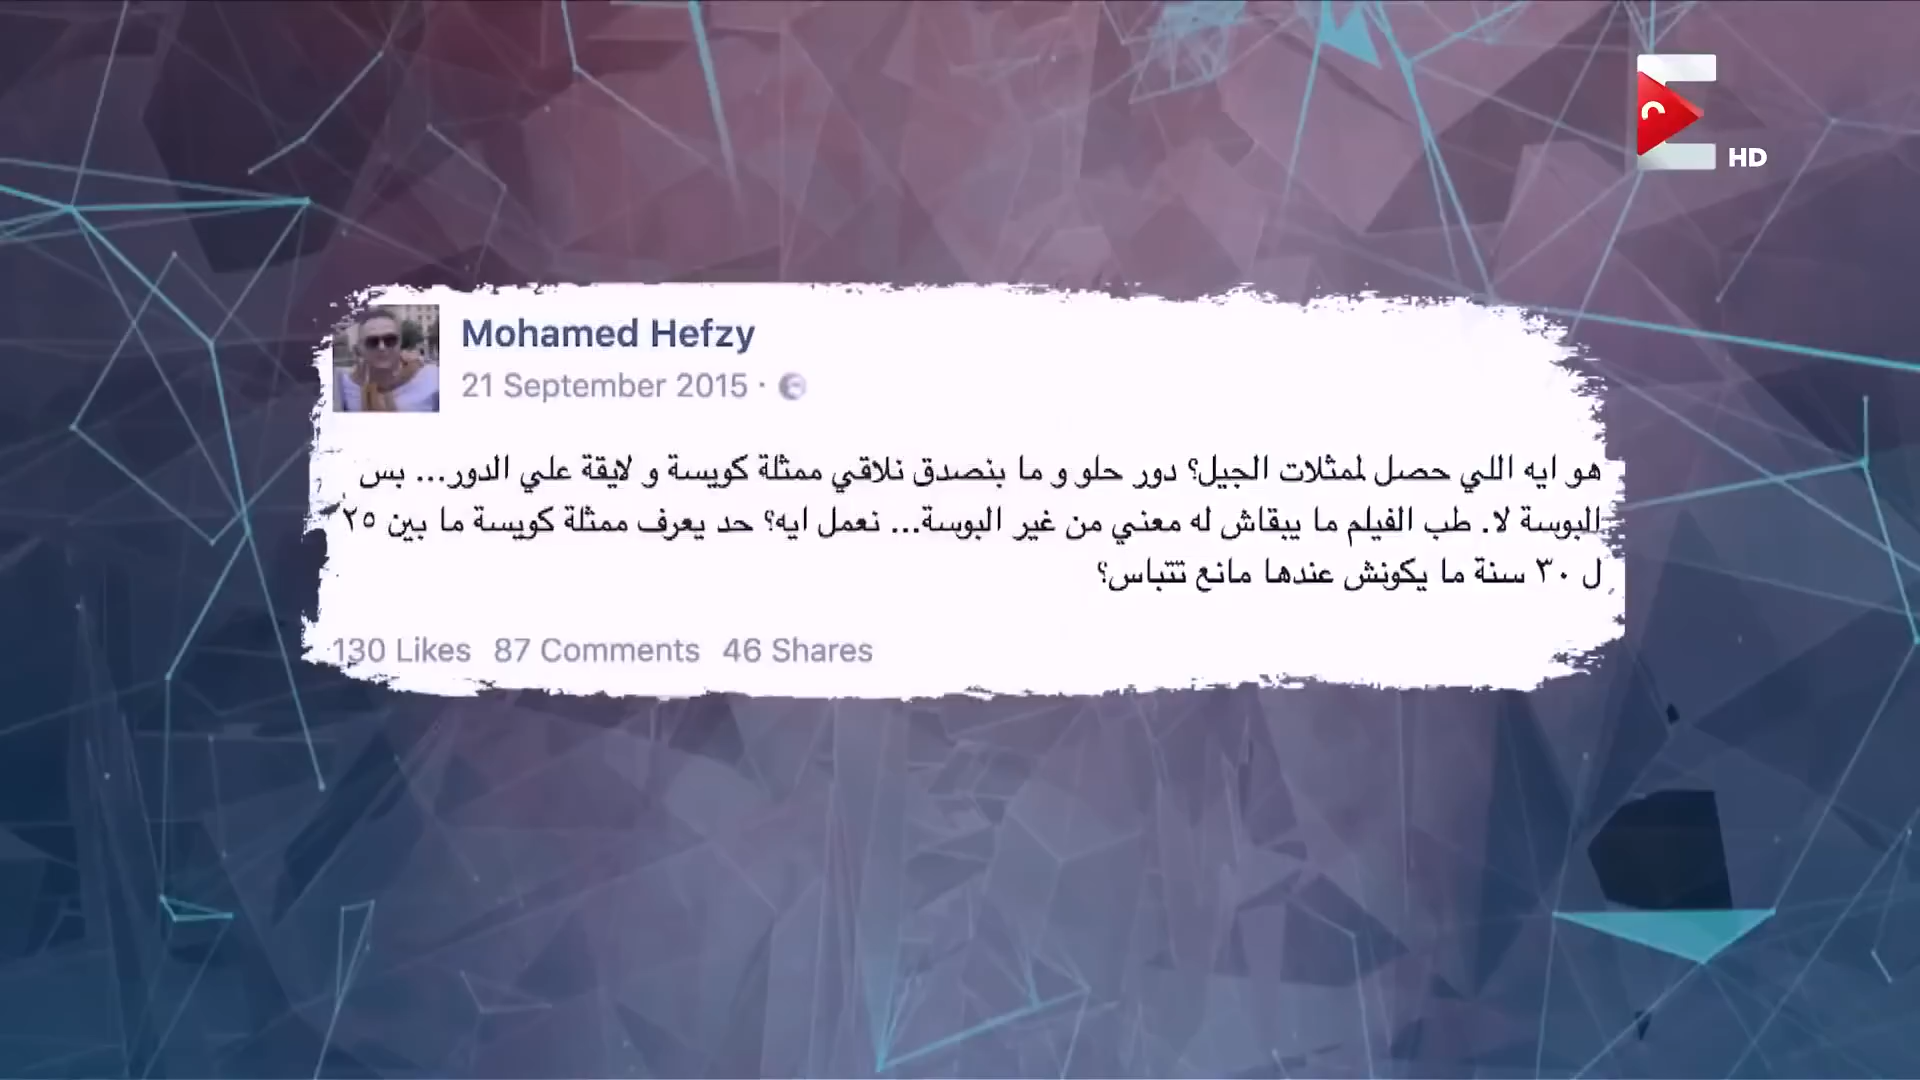 HD
Mohamed Hefzy
21 September 2015 ·
هو ايه اللي حصل لممثلات الجيل؟ دور حلو و ما بنصدق نلاقي ممثلة كويسة و لايقة علي الدور... بس
البوسة لا. طب الفيلم ما يبقاش له معني من غير البوسة... نعمل ايه؟ حد يعرف ممثلة كويسة ما بين ٢٥
ل ٣٠ سنة ما يكونش عندها مانع تتباس؟
130 Likes 87 Comments 46 Shares